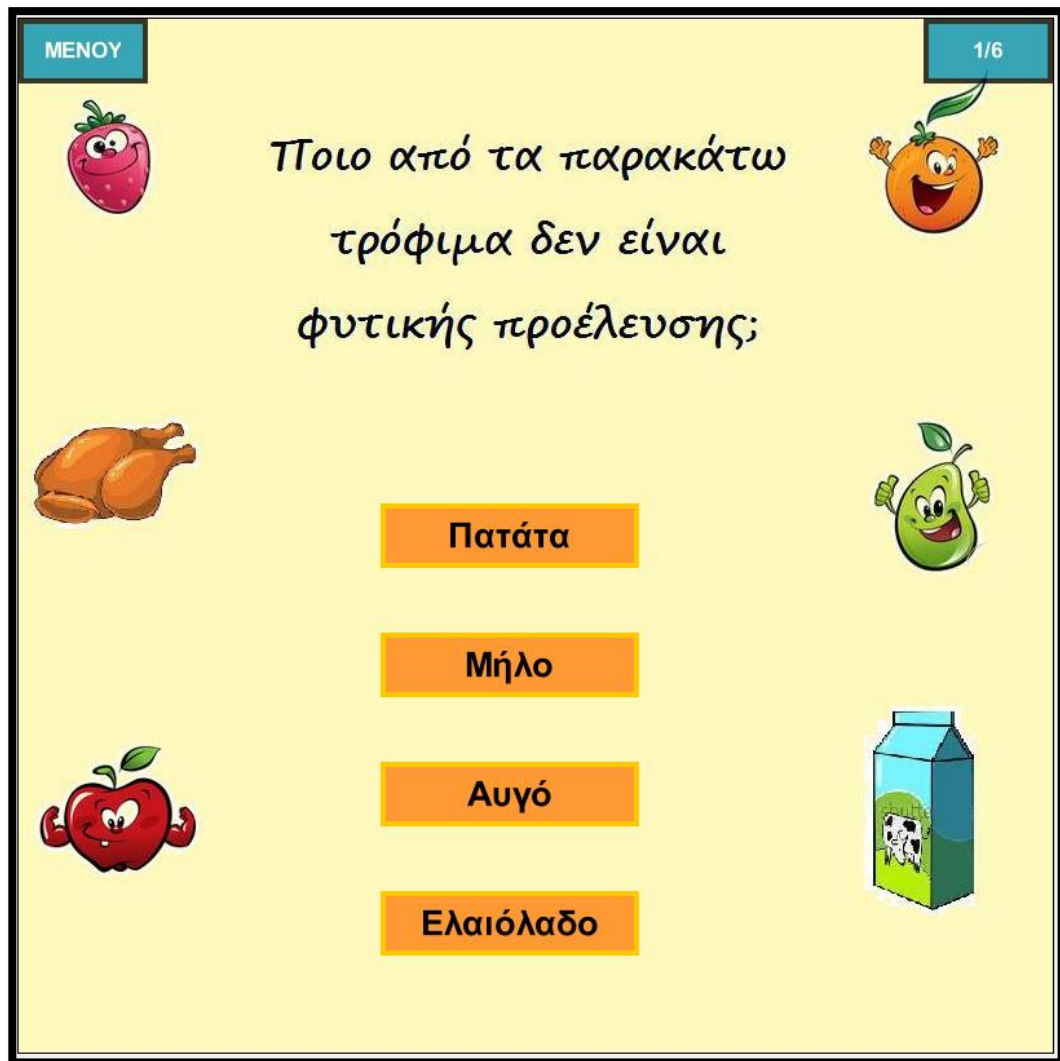 ΜΕΝΟΥ
1/6
Ποιο από τα παρακάτω
τρόφιμα δεν είναι
φυτικής προέλευσης;
Πατάτα
Μήλο
Αυγό
Ελαιόλαδο